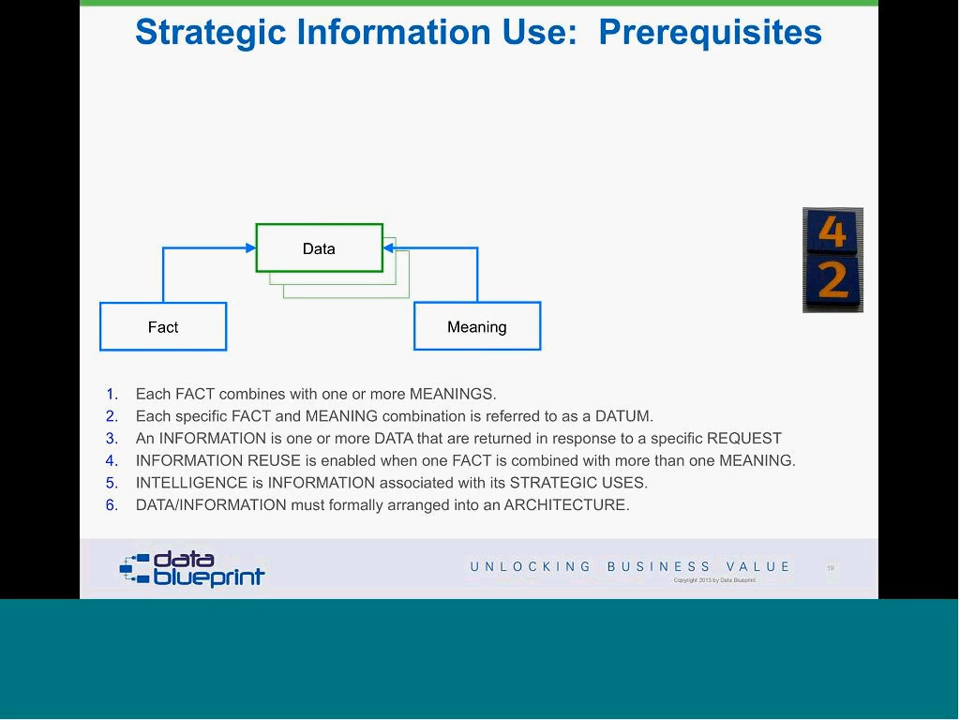 Strategic Information Use: Prerequisites
4
2
Data
Fact
Meaning
1. Each FACT combines with one or more MEANINGS.
2. Each specific FACT and MEANING combination is referred to as a DATUM.
3. An INFORMATION is one or more DATA that are returned in response to a specific REQUEST
4. INFORMATION REUSE is enabled when one FACT is combined with more than one MEANING.
5. INTELLIGENCE is INFORMATION associated with its STRATEGIC USES.
6. DATA/INFORMATION must formally arranged into an ARCHITECTURE.
data
blueprint
UNLOCKING BUSINESS VALUE
Copyright 2013 by Data Blueprint